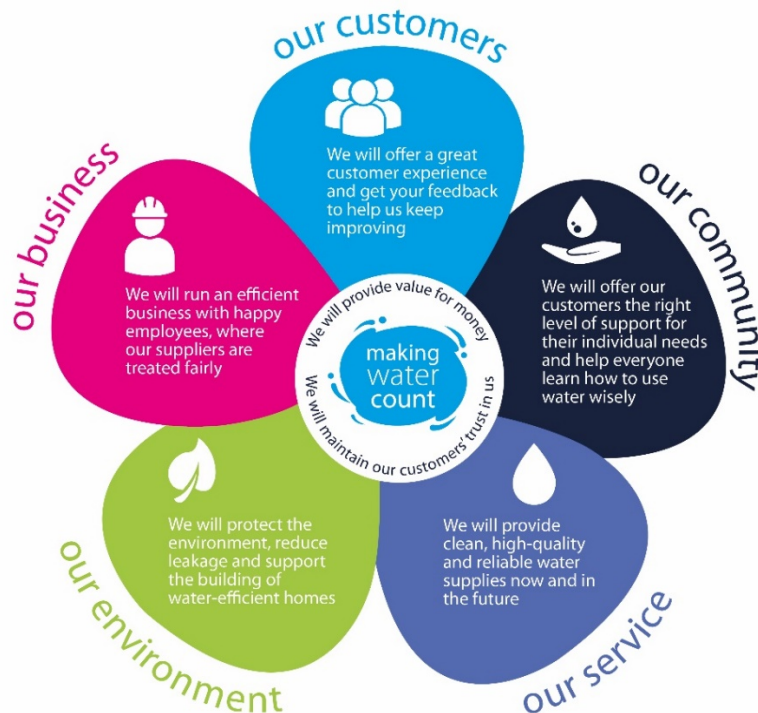 our customers
We will offer a great
customer experience
and get your feedback
to help us keep
improving
our community
We will offer our
customers the right
level of support for
their individual needs
and help everyone
learn how to use
water wisely
our service
We will provide
clean, high-quality
and reliable water
supplies now and in
the future
our environment
We will protect the
environment, reduce
leakage and support
the building of
water-efficient homes
our business
We will run an efficient
business with happy
employees, where
our suppliers are
treated fairly
We will provide value for money
making
water
count
We will maintain our customers' trust in us